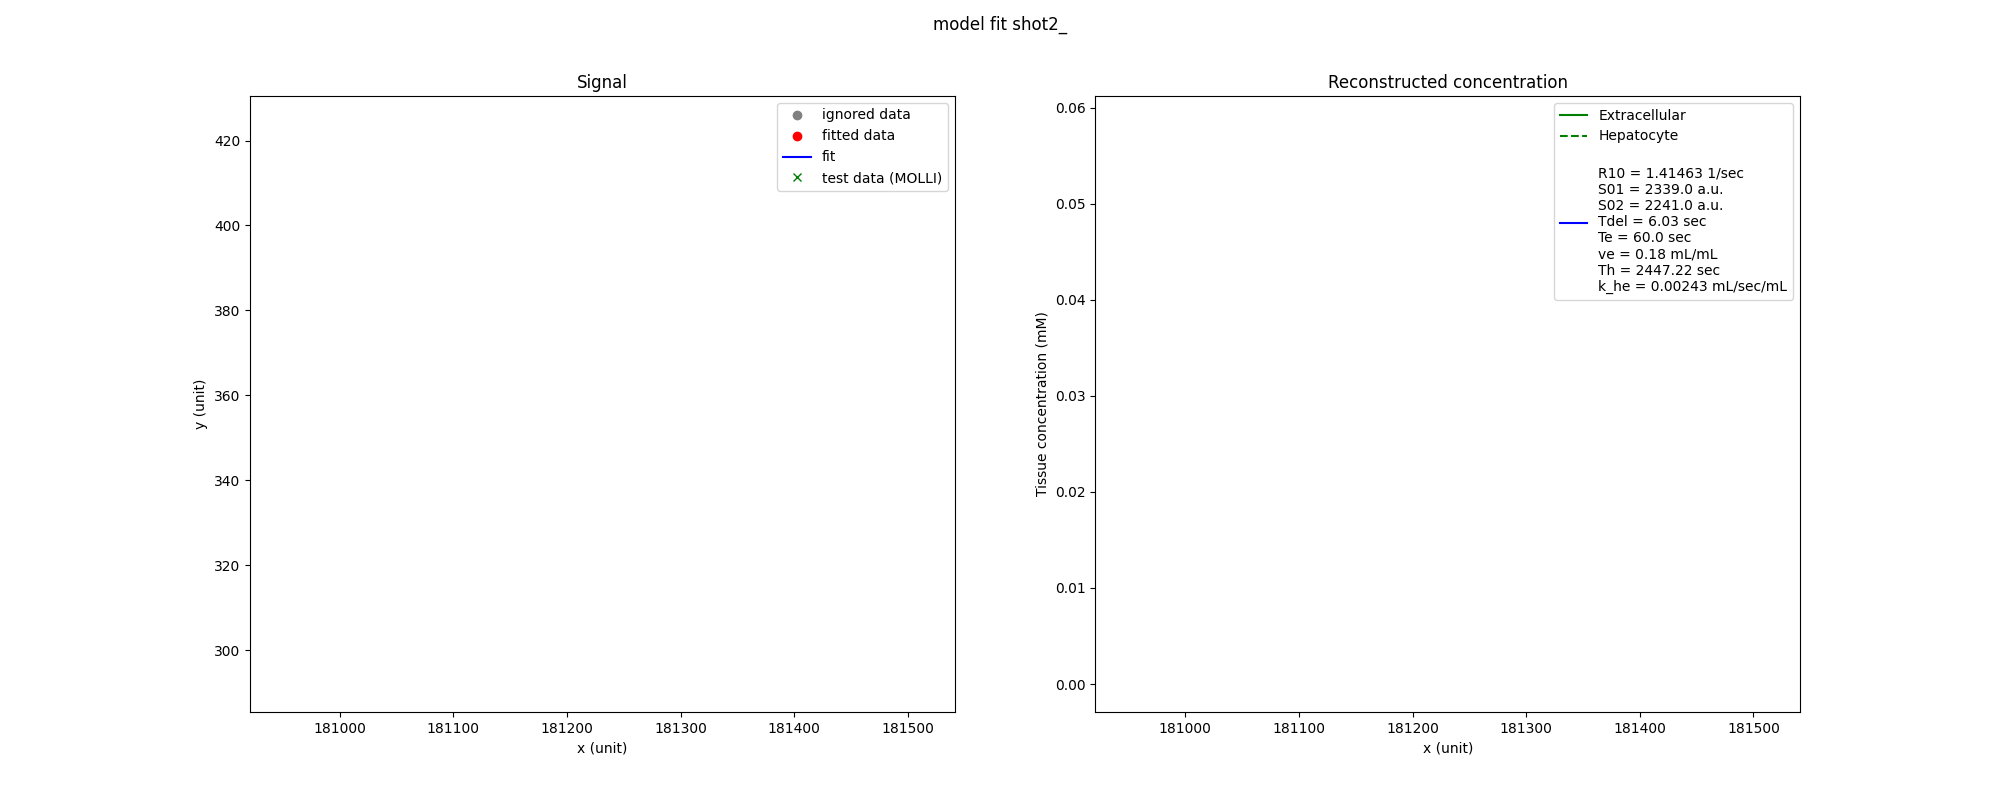 model fit shot2_
Signal
420
400
380
360
340
320
300
y (unit)
181000 181100 181200 181300 181400 181500
x (unit)
ignored data
fitted data
fit
test data (MOLLI)
Reconstructed concentration
0.06
0.05
0.04
0.03
0.02
0.01
0.00
Tissue concentration (mM)
181000 181100 181200 181300 181400 181500
x (unit)
Extracellular
Hepatocyte
R10 = 1.41463 1/sec
S01 = 2339.0 a.u.
S02 = 2241.0 a.u.
Tdel = 6.03 sec
Te = 60.0 sec
ve = 0.18 mL/mL
Th = 2447.22 sec
k_he = 0.00243 mL/sec/mL